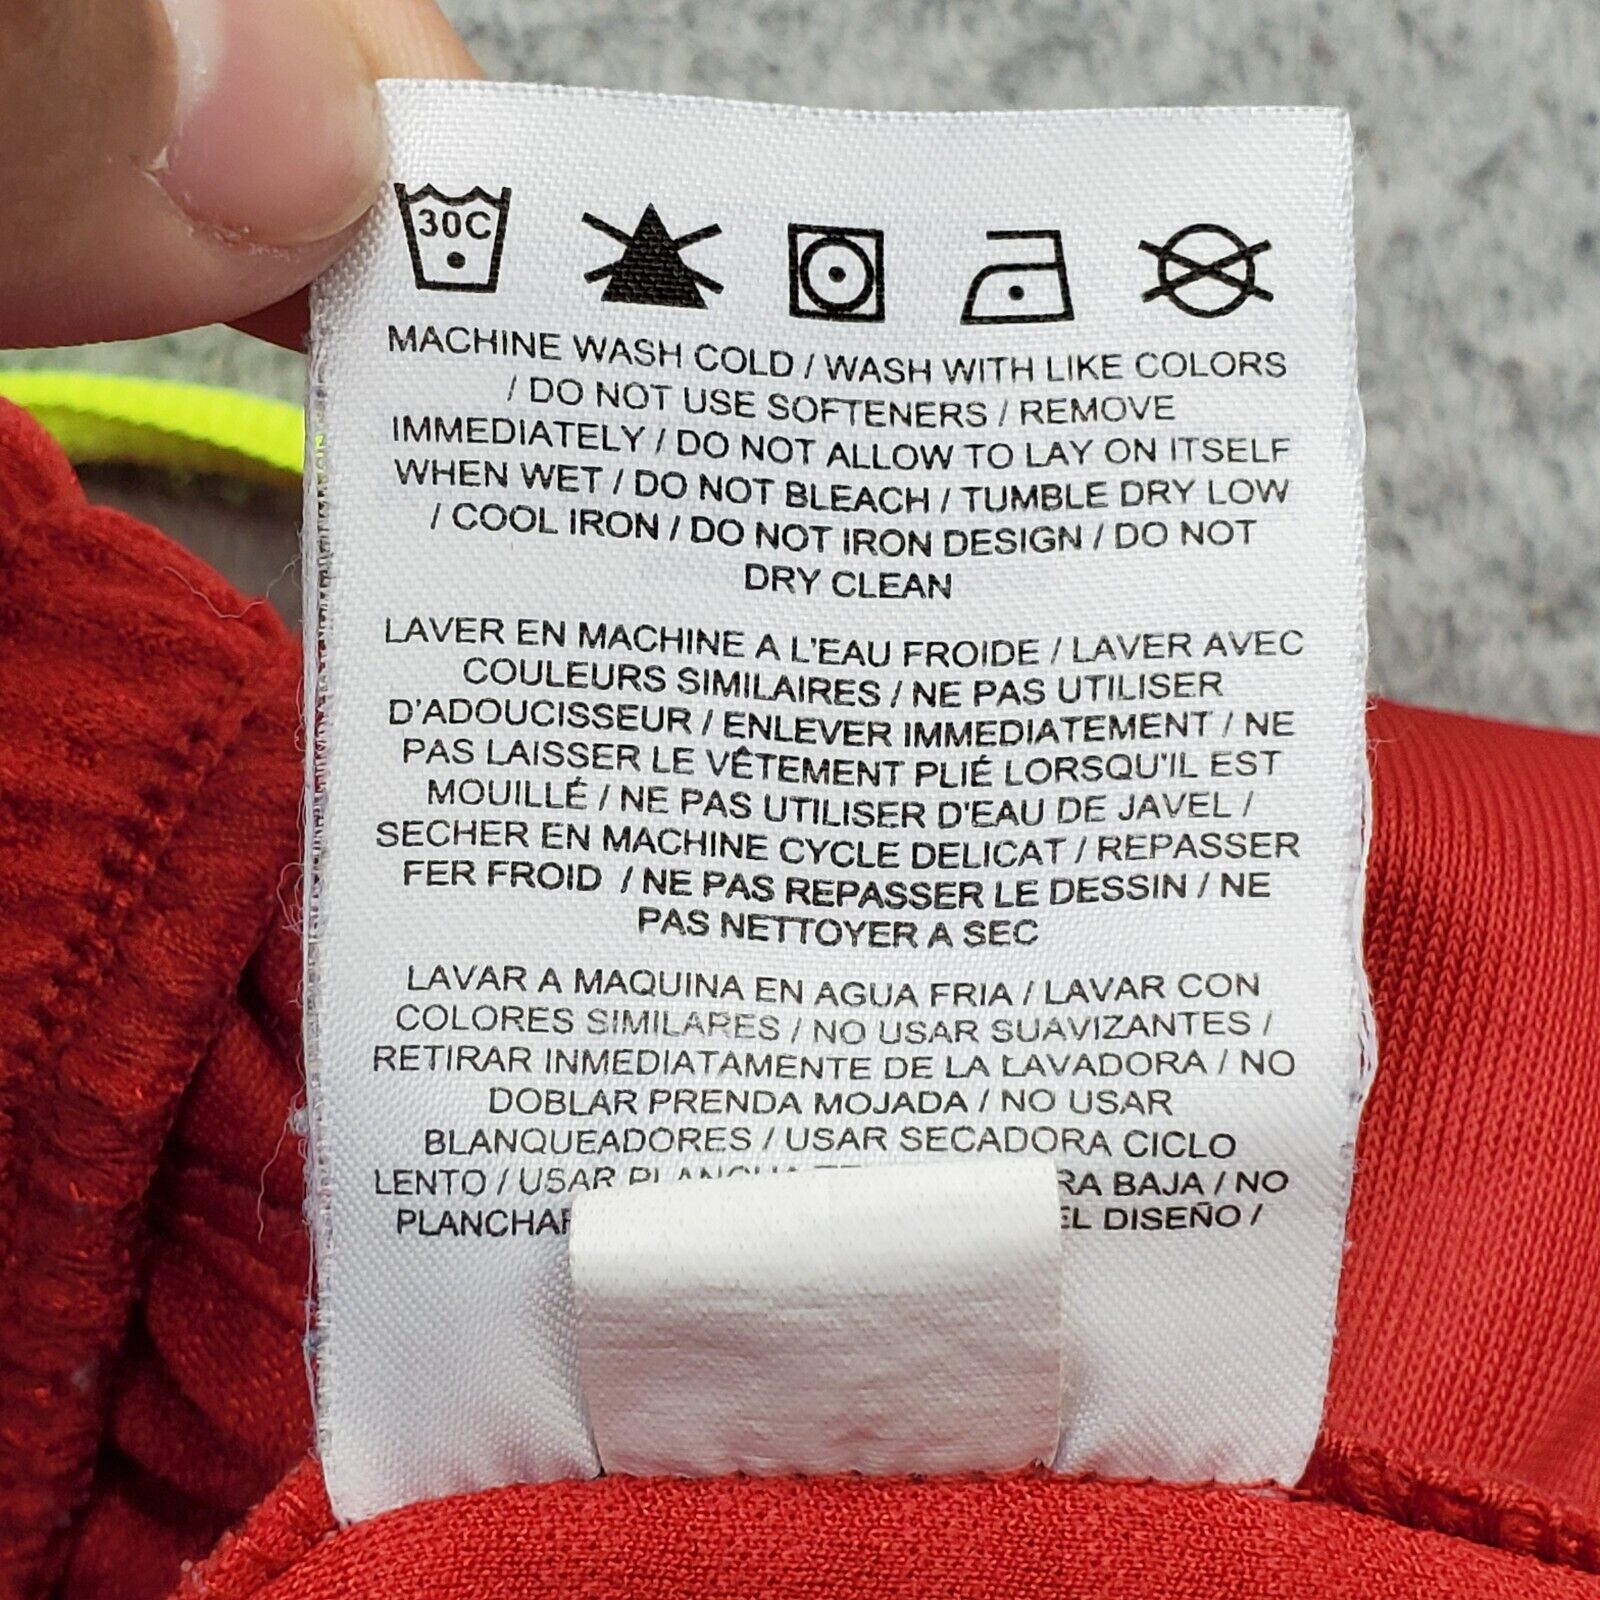 30C
MACHINE WASH COLD / WASH WITH LIKE COLORS
/ DO NOT USE SOFTENERS / REMOVE
IMMEDIATELY / DO NOT ALLOW TO LAY ON ITSELF
WHEN WET / DO NOT BLEACH / TUMBLE DRY LOW
/ COOL IRON / DO NOT IRON DESIGN / DO NOT
DRY CLEAN
LAVER EN MACHINE A L'EAU FROIDE / LAVER AVEC
COULEURS SIMILAIRES / NE PAS UTILISER
D'ADOUCISSEUR / ENLEVER IMMEDIATEMENT / NE
PAS LAISSER LE VÊTEMENT PLIÉ LORSQU'IL EST
MOUILLÉ / NE PAS UTILISER D'EAU DE JAVEL /
SECHER EN MACHINE CYCLE DELICAT / REPASSER
FER FROID / NE PAS REPASSER LE DESSIN / NE
PAS NETTOYER A SEC
LAVAR A MAQUINA EN AGUA FRIA / LAVAR CON
COLORES SIMILARES / NO USAR SUAVIZANTES /
RETIRAR INMEDIATAMENTE DE LA LAVADORA / NO
DOBLAR PRENDA MOJADA / NO USAR
BLANQUEADORES / USAR SECADORA CICLO
LENTO / USAR PLANCHA BAJA / NO
DISEÑO /